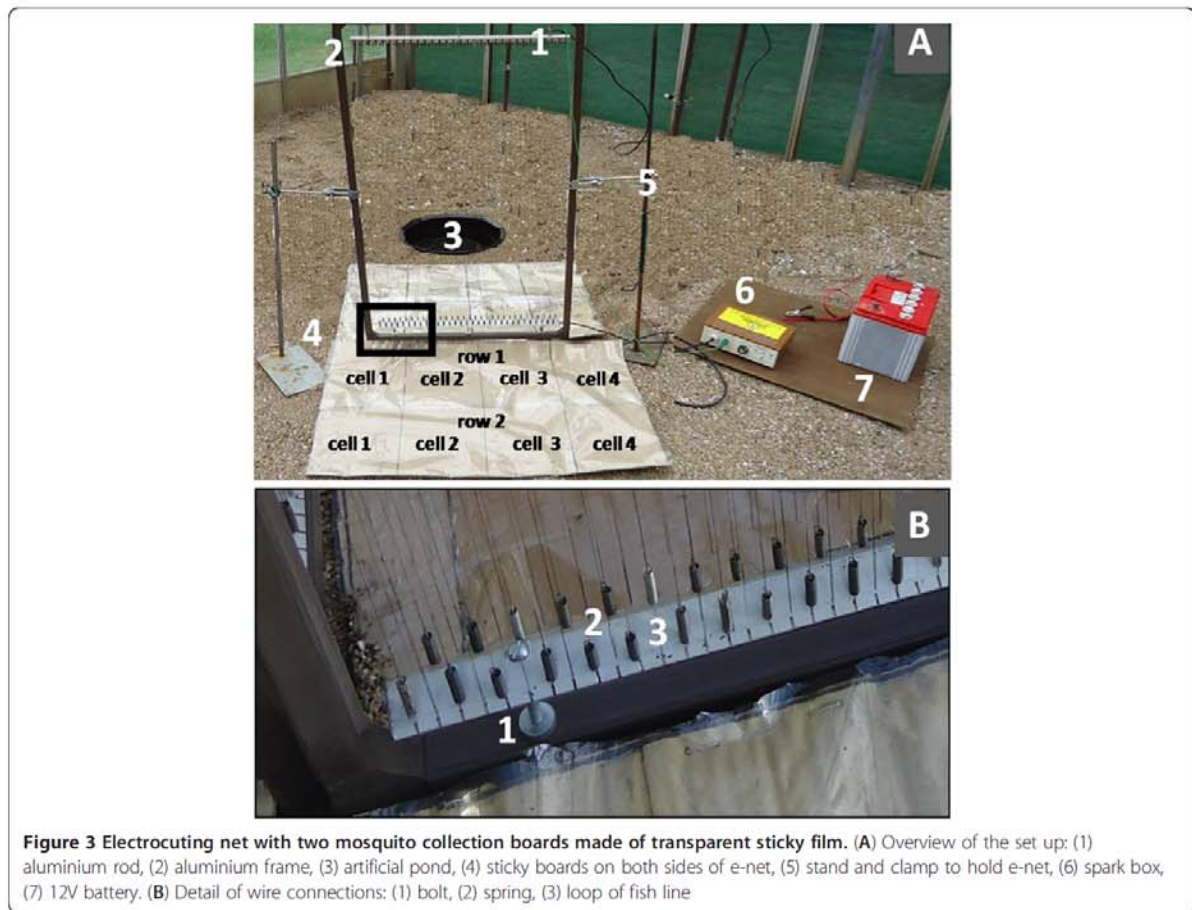 A
2
1
3
5
4
6
7
row 1
cell 1 cell 2 cell 3 cell 4
row 2
cell 1 cell 2 cell 3 cell 4
B
2
3
1
Figure 3 Electrocuting net with two mosquito collection boards made of transparent sticky film. (A) Overview of the set up: (1)
aluminium rod, (2) aluminium frame, (3) artificial pond, (4) sticky boards on both sides of e-net, (5) stand and clamp to hold e-net, (6) spark box,
(7) 12V battery. (B) Detail of wire connections: (1) bolt, (2) spring, (3) loop of fish line